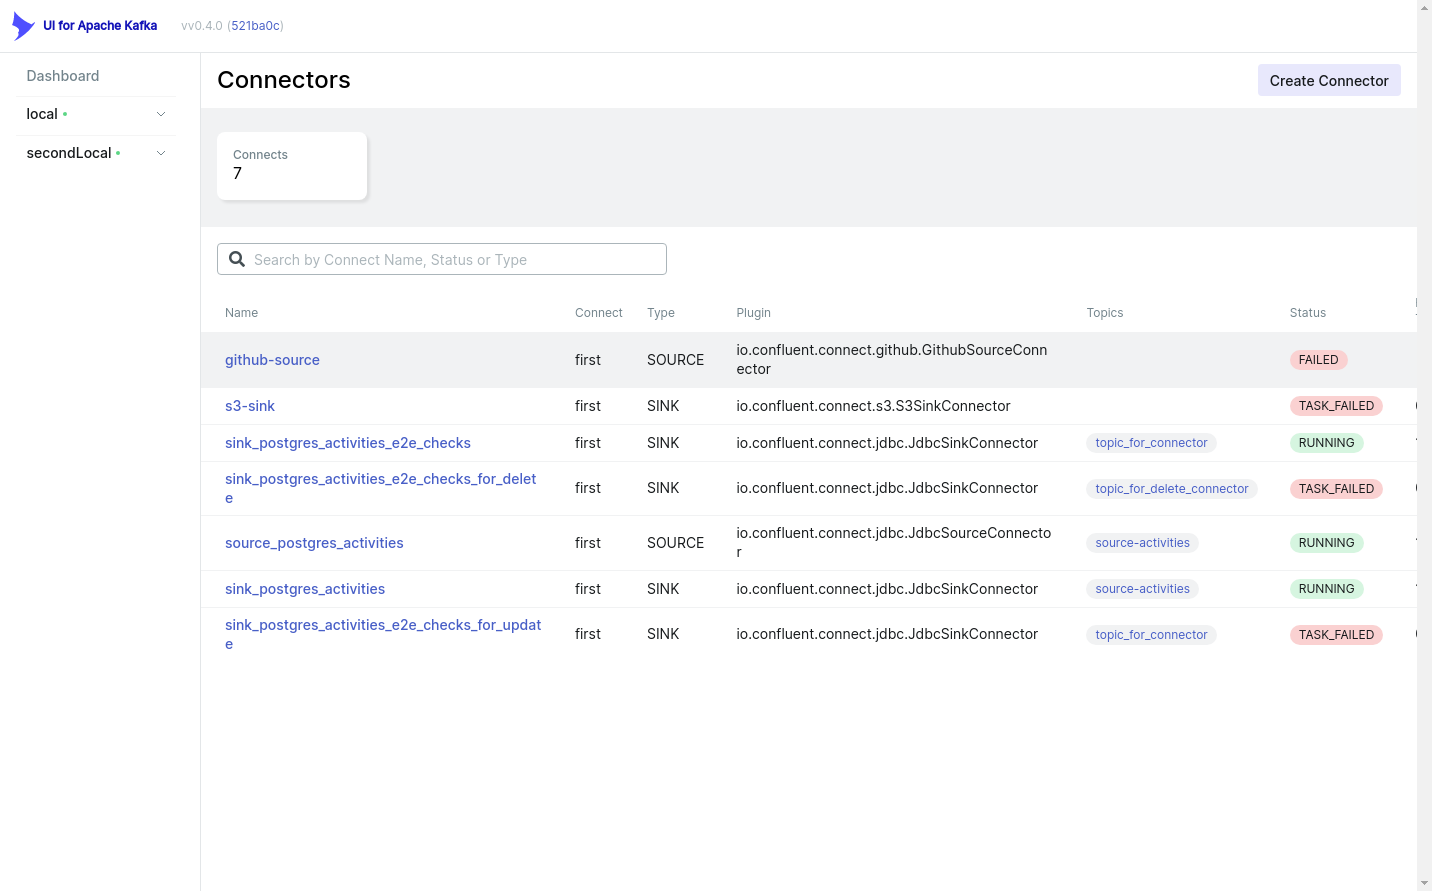 UI for Apache Kafka vv0.4.0 (521ba0c)
Dashboard
local
secondLocal
Connectors
Create Connector
Connects
7
Search by Connect Name, Status or Type
Name Connect Type Plugin Topics Status
github-source first SOURCE io.confluent.connect.github.GithubSourceConn
ector FAILED
s3-sink first SINK io.confluent.connect.s3.S3SinkConnector TASK_FAILED
sink_postgres_activities_e2e_checks first SINK io.confluent.connect.jdbc.JdbcSinkConnector topic_for_connector RUNNING
sink_postgres_activities_e2e_checks_for_delet
e first SINK io.confluent.connect.jdbc.JdbcSinkConnector topic_for_delete_connector TASK_FAILED
source_postgres_activities first SOURCE io.confluent.connect.jdbc.JdbcSourceConnecto
r source-activities RUNNING
sink_postgres_activities first SINK io.confluent.connect.jdbc.JdbcSinkConnector source-activities RUNNING
sink_postgres_activities_e2e_checks_for_updat
e first SINK io.confluent.connect.jdbc.JdbcSinkConnector topic_for_connector TASK_FAILED